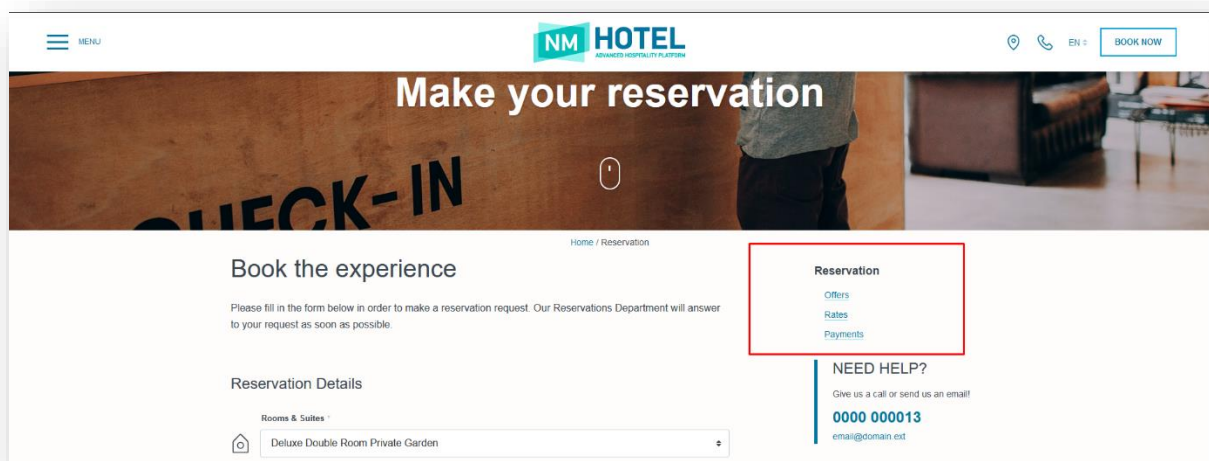 MENU
NM HOTEL
ADVANCED HOSPITALITY PLATFORM
EN
BOOK NOW
Make your reservation
CHECK-IN
Home / Reservation
Book the experience
Please fill in the form below in order to make a reservation request. Our Reservations Department will answer
to your request as soon as possible.
Reservation Details
Rooms & Suites *
Deluxe Double Room Private Garden
Reservation
Offers
Rates
Payments
NEED HELP?
Give us a call or send us an email!
0000 000013
email@domain.ext